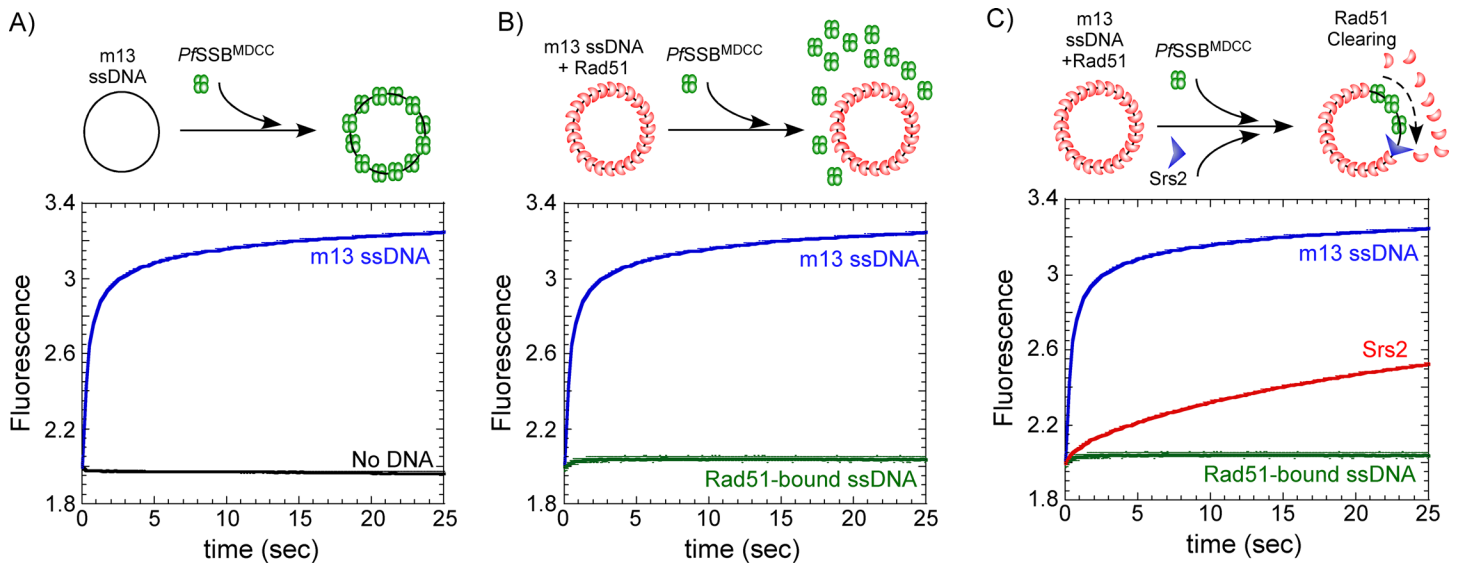 A)
m13
ssDNA
PfSSBMDCC
3.4
3
2.6
2.2
1.8
Fluorescence
m13 ssDNA
No DNA
0 5 10 15 20 25
time (sec)
B)
m13 ssDNA
+ Rad51
PfSSBMDCC
3.4
3
2.6
2.2
1.8
Fluorescence
m13 ssDNA
Rad51-bound ssDNA
0 5 10 15 20 25
time (sec)
C)
m13
ssDNA
+Rad51
PfSSBMDCC
Srs2
Rad51
Clearing
3.4
3
2.6
2.2
1.8
Fluorescence
m13 ssDNA
Srs2
Rad51-bound ssDNA
0 5 10 15 20 25
time (sec)